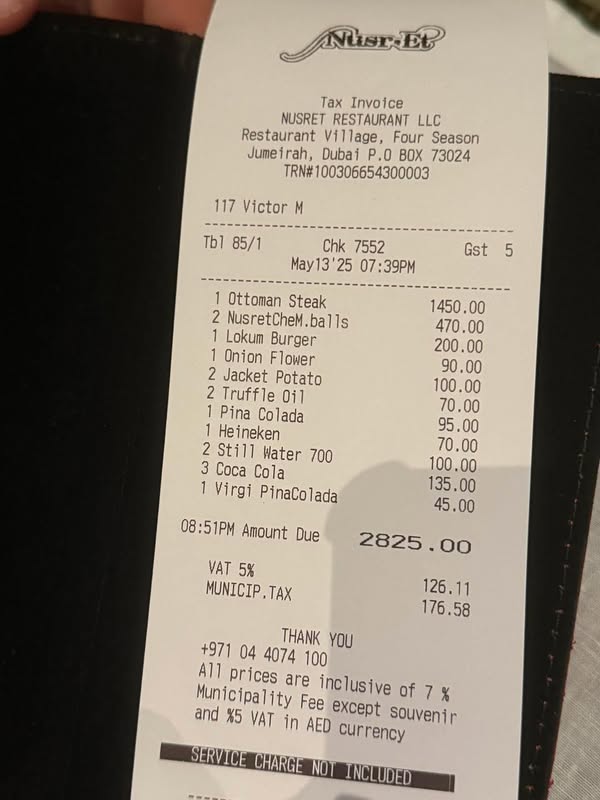 Nusr-Et
Tax Invoice
NUSRET RESTAURANT LLC
Restaurant Village, Four Season
Jumeirah, Dubai P.O BOX 73024
TRN#100306654300003
117 Victor M
Tbl 85/1 Chk 7552 Gst 5
May13'25 07:39PM
1 Ottoman Steak 1450.00
2 NusretCheM.balls 470.00
1 Lokum Burger 200.00
1 Onion Flower 90.00
2 Jacket Potato 100.00
2 Truffle Oil 70.00
1 Pina Colada 95.00
1 Heineken 70.00
2 Still Water 700 100.00
3 Coca Cola 135.00
1 Virgi PinaColada 45.00
08:51PM Amount Due 2825.00
VAT 5% 126.11
MUNICIP.TAX 176.58
THANK YOU
+971 04 4074 100
All prices are inclusive of 7 %
Municipality Fee except souvenir
and %5 VAT in AED currency
SERVICE CHARGE NOT INCLUDED